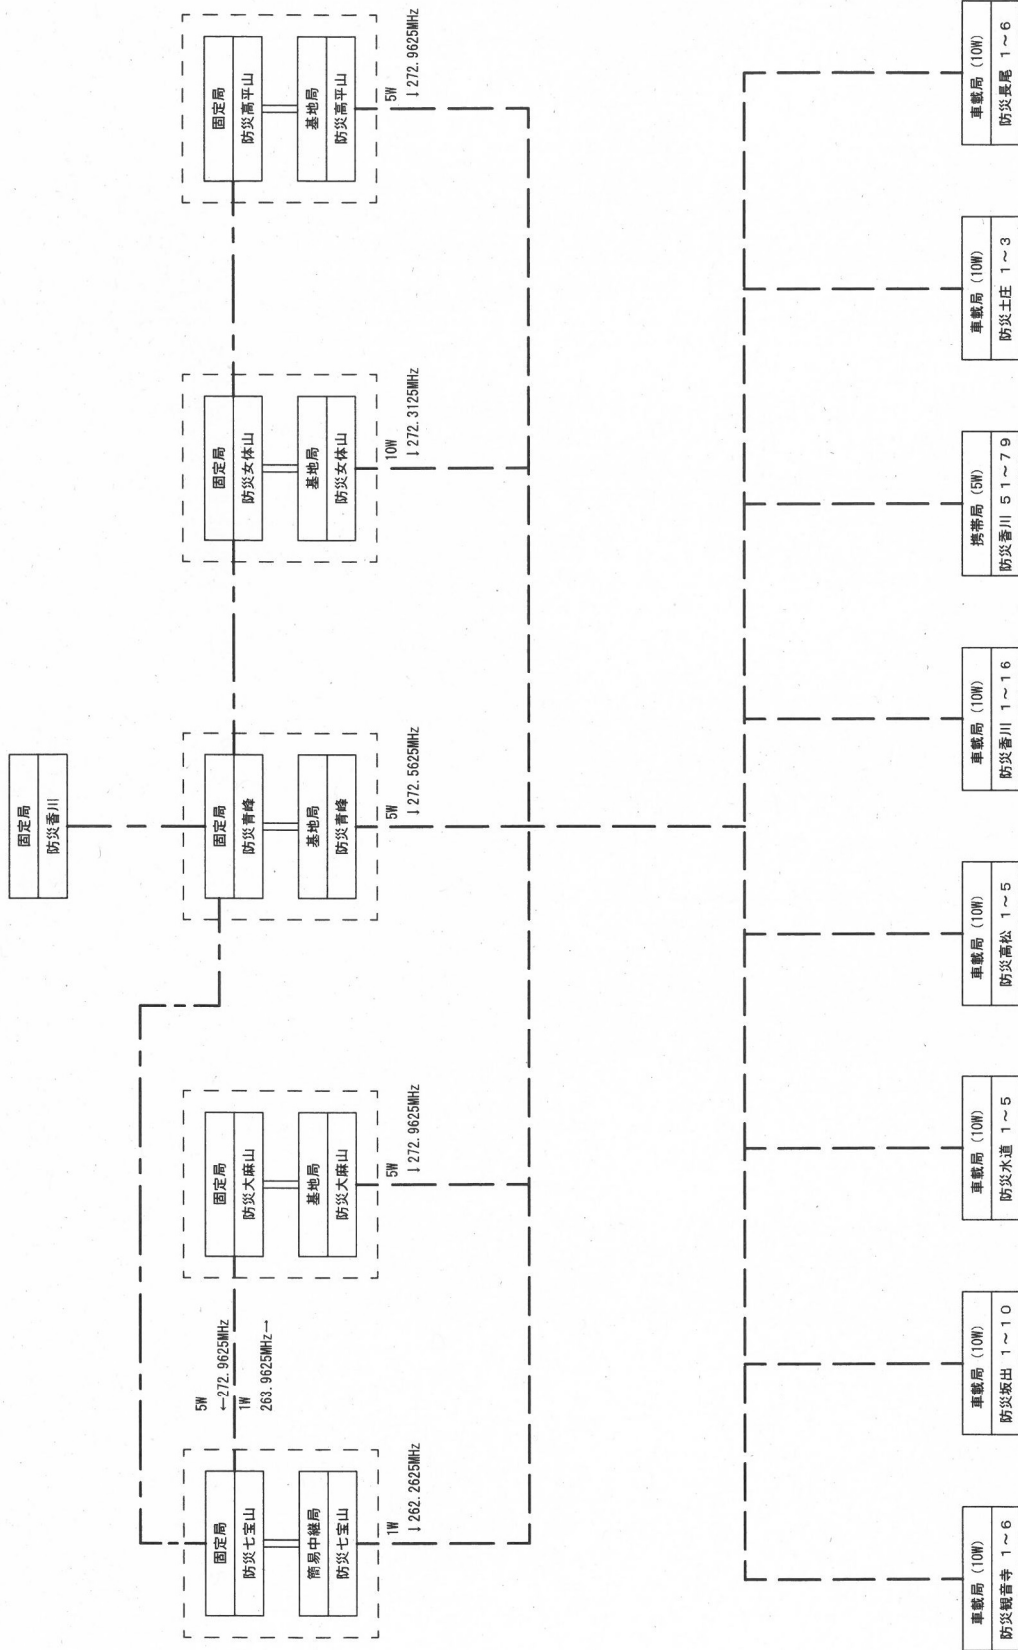 固定局
防災香川
固定局
防災七宝山
簡易中継局
防災七宝山
1W
↓262.2625MHz
5W
←272.9625MHz
1W
263.9625MHz→
固定局
防災大麻山
基地局
防災大麻山
5W
↓272.9625MHz
固定局
防災青峰
基地局
防災青峰
5W
↓272.5625MHz
固定局
防災女体山
基地局
防災女体山
10W
↓272.3125MHz
固定局
防災高平山
基地局
防災高平山
5W
↓272.9625MHz
車載局 (10W)
防災観音寺 1～6
車載局 (10W)
防災坂出 1～10
車載局 (10W)
防災水道 1～5
車載局 (10W)
防災高松 1～5
車載局 (10W)
防災香川 1～16
携帯局 (5W)
防災香川 51～79
車載局 (10W)
防災土庄 1～3
車載局 (10W)
防災長尾 1～6